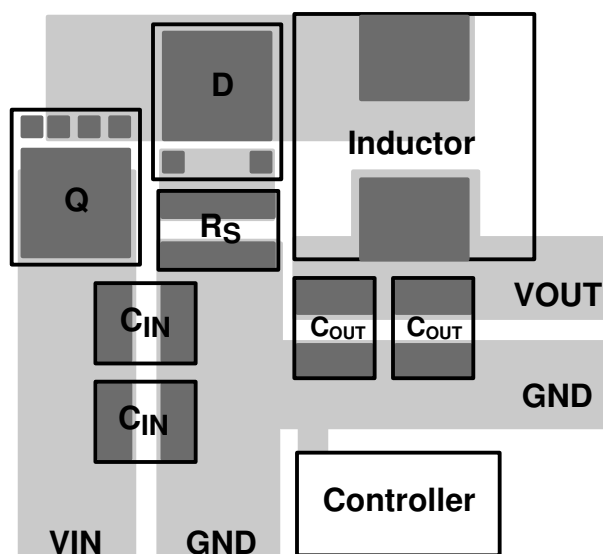 D
Inductor
Q
RS
VOUT
CIN
COUT
COUT
GND
CIN
Controller
VIN
GND